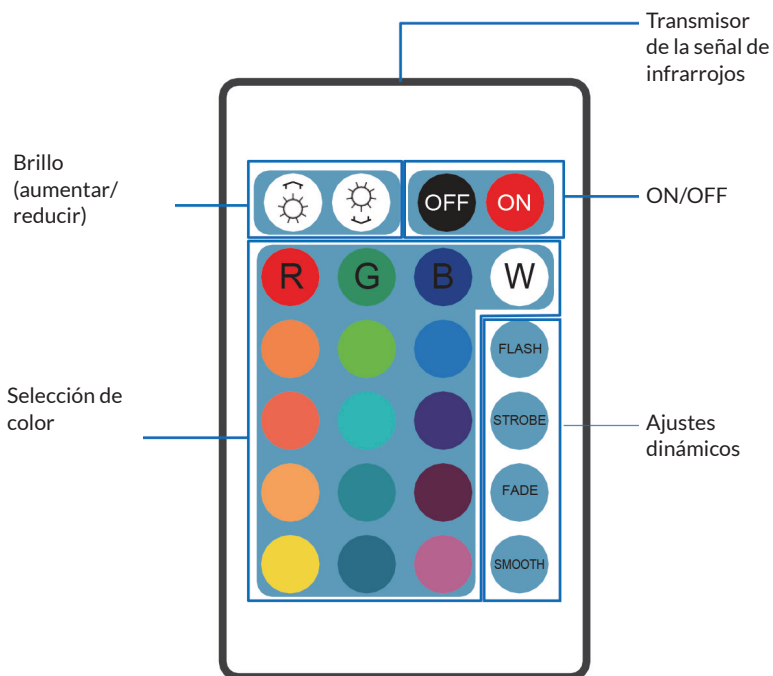 Transmisor
de la señal de
infrarrojos
Brillo
(aumentar/
reducir)
OFF
ON
ON/OFF
R
G
B
W
FLASH
Selección de
color
STROBE
Ajustes
dinámicos
FADE
SMOOTH